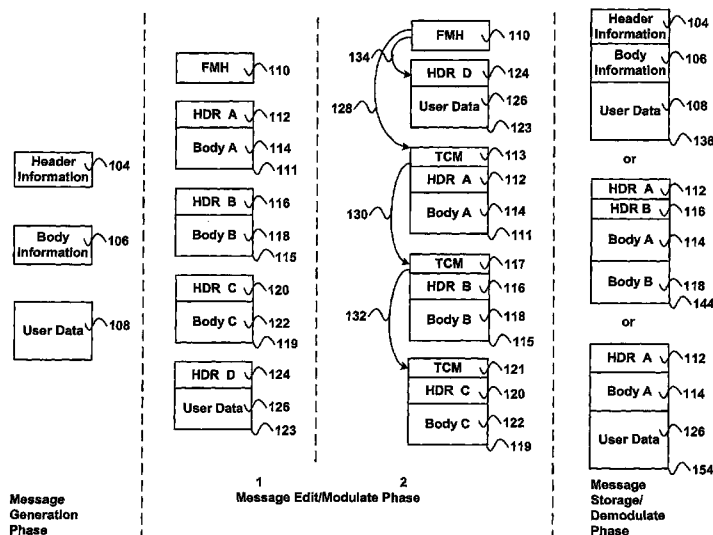 Header
Information
104
Body
Information
106
User Data
108
Message
Generation
Phase
FMH
110
HDR A
112
Body A
114
111
HDR B
116
Body B
118
115
HDR C
120
Body C
122
119
HDR D
124
User Data
126
123
1
FMH
110
134
HDR D
124
128
User Data
126
123
TCM
113
HDR A
112
130
Body A
114
111
TCM
117
HDR B
116
132
Body B
118
115
TCM
121
HDR C
120
Body C
122
119
2
Message Edit/Modulate Phase
Header
Information
104
Body
Information
106
User Data
108
136
or
HDR A
112
HDR B
116
Body A
114
Body B
118
144
or
HDR A
112
Body A
114
User Data
126
154
Message
Storage/
Demodulate
Phase